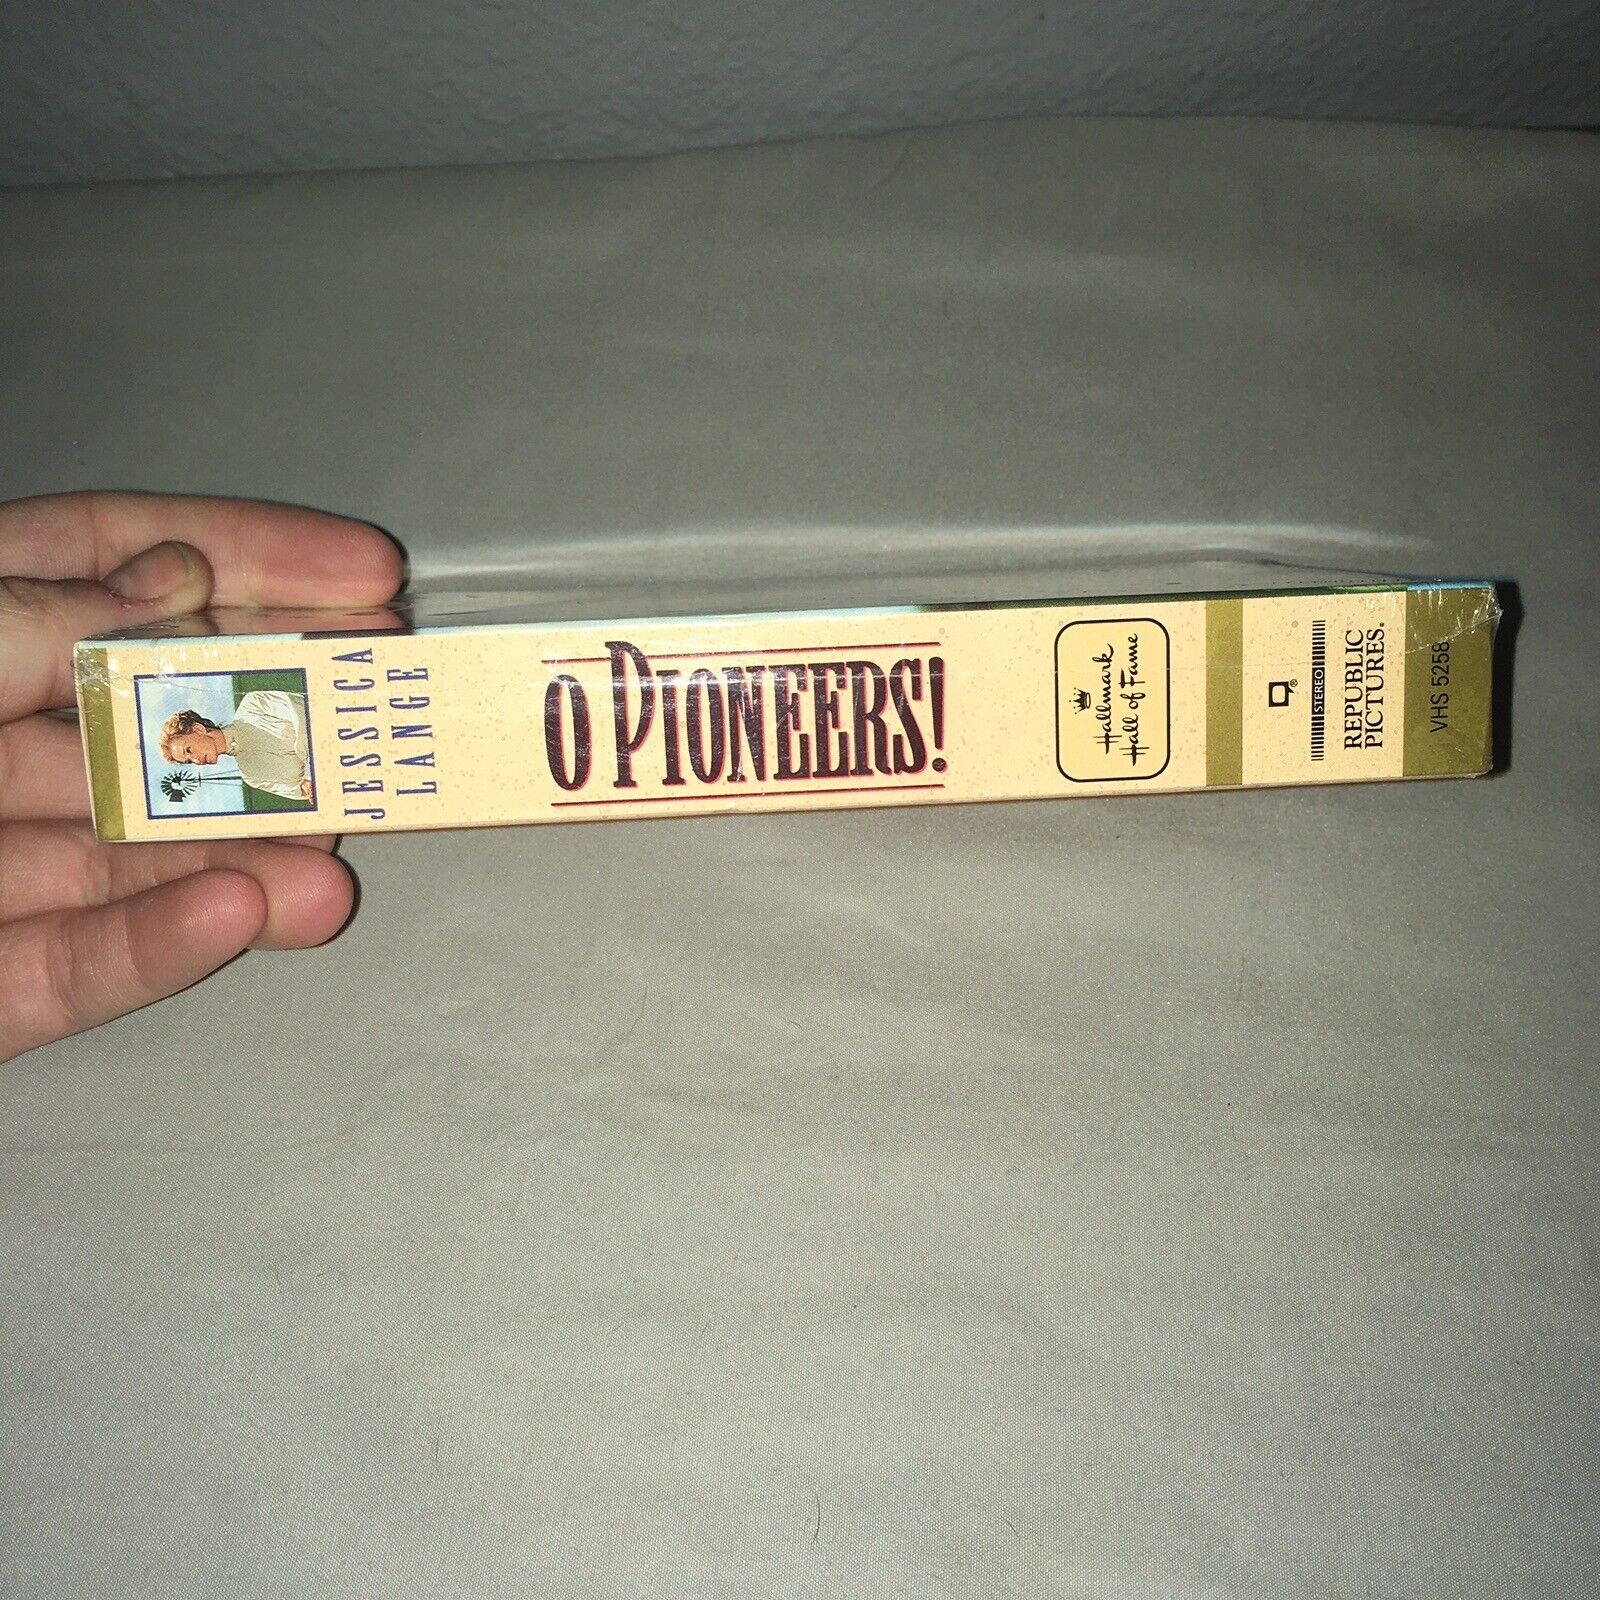 JESSICA
LANGE
O PIONEERS!
Hallmark
Hall of Fame
®
STEREO
REPUBLIC
PICTURES®
VHS 5258